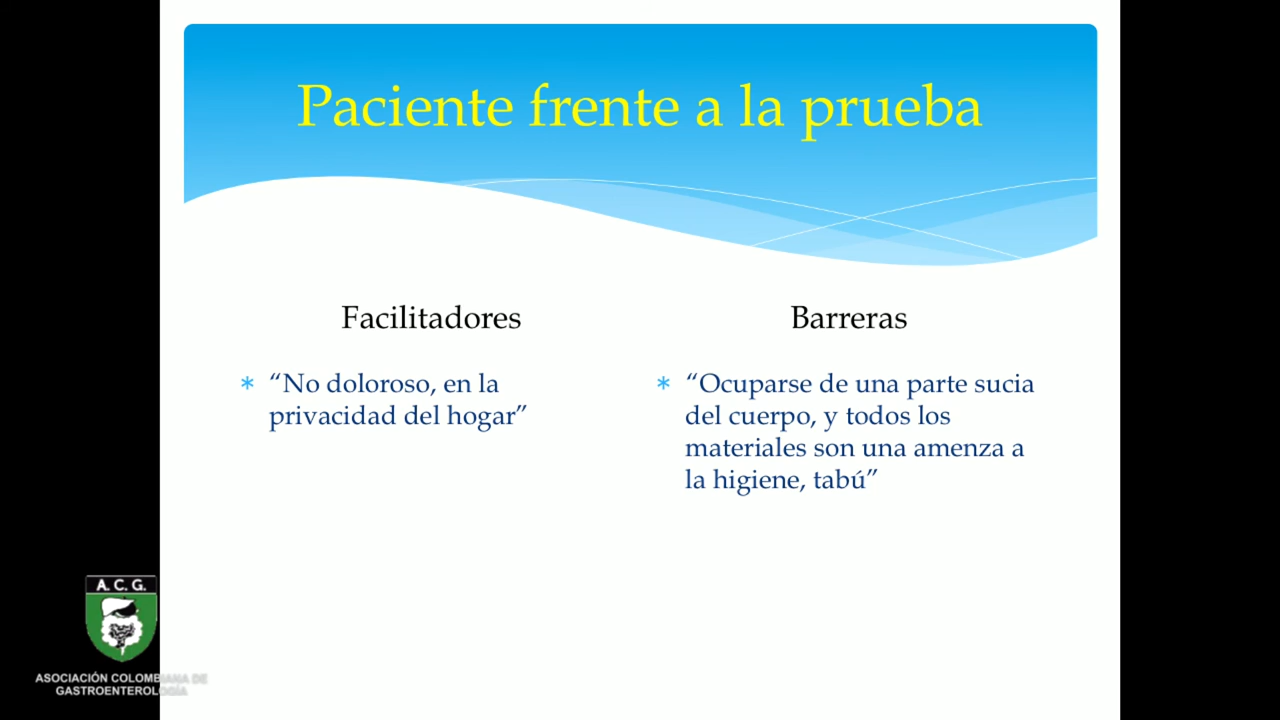 Paciente frente a la prueba
Facilitadores
* “No doloroso, en la
privacidad del hogar”
Barreras
* “Ocuparse de una parte sucia
del cuerpo, y todos los
materiales son una amenza a
la higiene, tabú”
A. C. G.
ASOCIACIÓN COLOMBIANA DE
GASTROENTEROLOGÍA